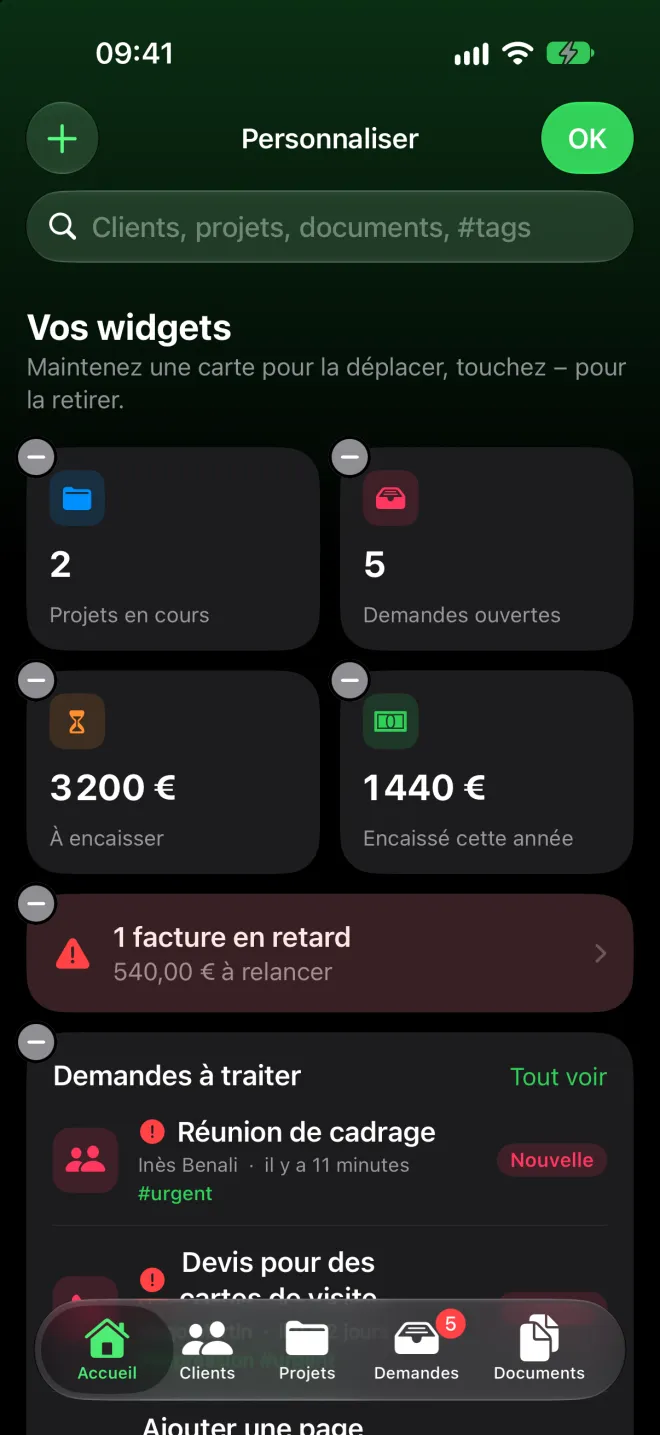 09:41
Personnaliser
OK
Clients, projets, documents, #tags
Vos widgets
Maintenez une carte pour la déplacer, touchez – pour
la retirer.
2
5
Projets en cours
Demandes ouvertes
3 200 €
1 440 €
À encaisser
Encaissé cette année
1 facture en retard
540,00 € à relancer
Demandes à traiter
Tout voir
Réunion de cadrage
Inès Benali · il y a 11 minutes
Nouvelle
#urgent
Devis pour des
cartes de visite
5
Accueil
Clients
Projets
Demandes
Documents
Ajouter une page